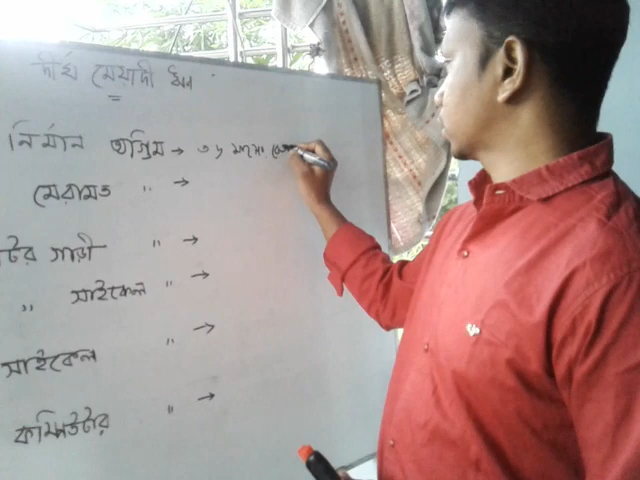 দীর্ঘ মেয়াদী ঋন
নির্মান অগ্রিম → ৩৬ মাসের
মেরামত " →
টর গাড়ী " →
" সাইকেল " →
সাইকেল " →
কম্পিউটার " →